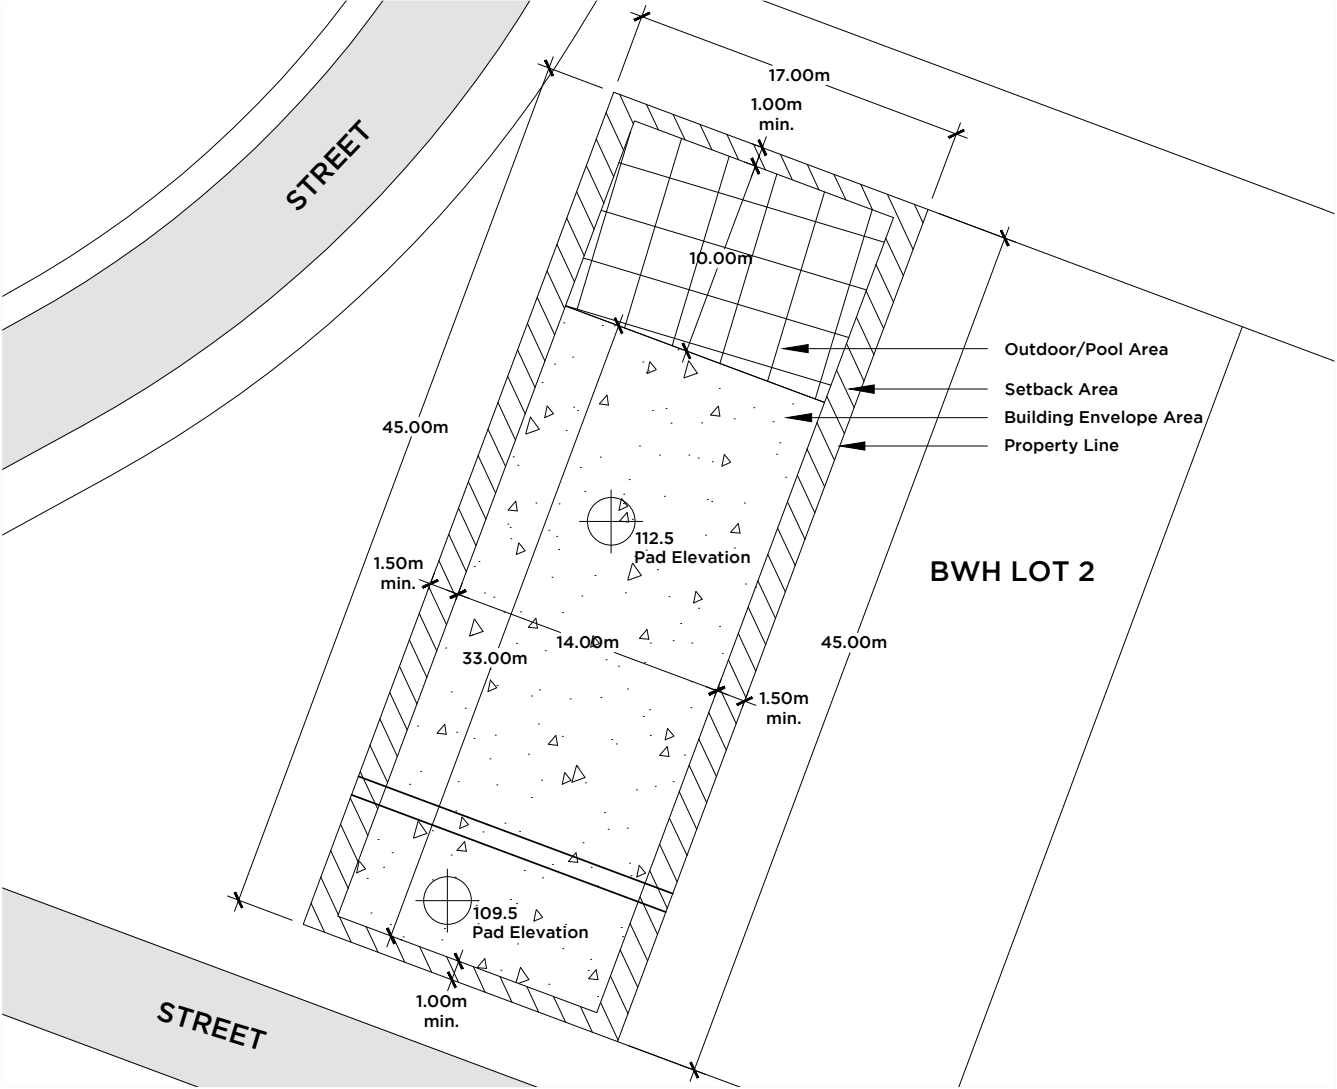 17.00m
1.00m
min.
STREET
10.00m
Outdoor/Pool Area
Setback Area
Building Envelope Area
Property Line
45.00m
112.5
Pad Elevation
1.50m
min.
BWH LOT 2
14.00m
45.00m
33.00m
1.50m
min.
109.5
Pad Elevation
1.00m
min.
STREET